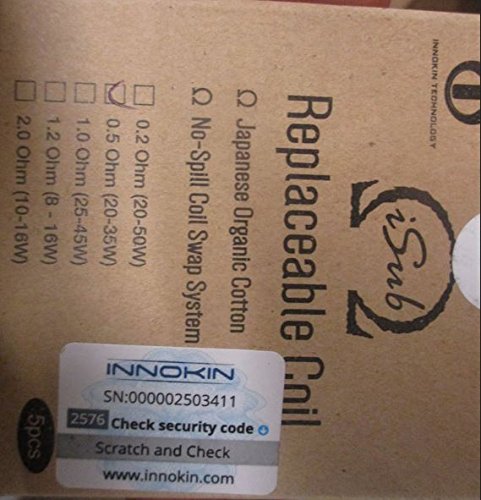 INNOKIN TECHNOLOGY
iSub
Replaceable Coil
Ω Japanese Organic Cotton
Ω No-Spill Coil Swap System
0.2 Ohm (20-50W)
0.5 Ohm (20-35W)
1.0 Ohm (25-45W)
1.2 Ohm (8 - 16W)
2.0 Ohm (10-16W)
5pcs
INNOKIN
SN:000002503411
2576 Check security code
Scratch and Check
www.innokin.com